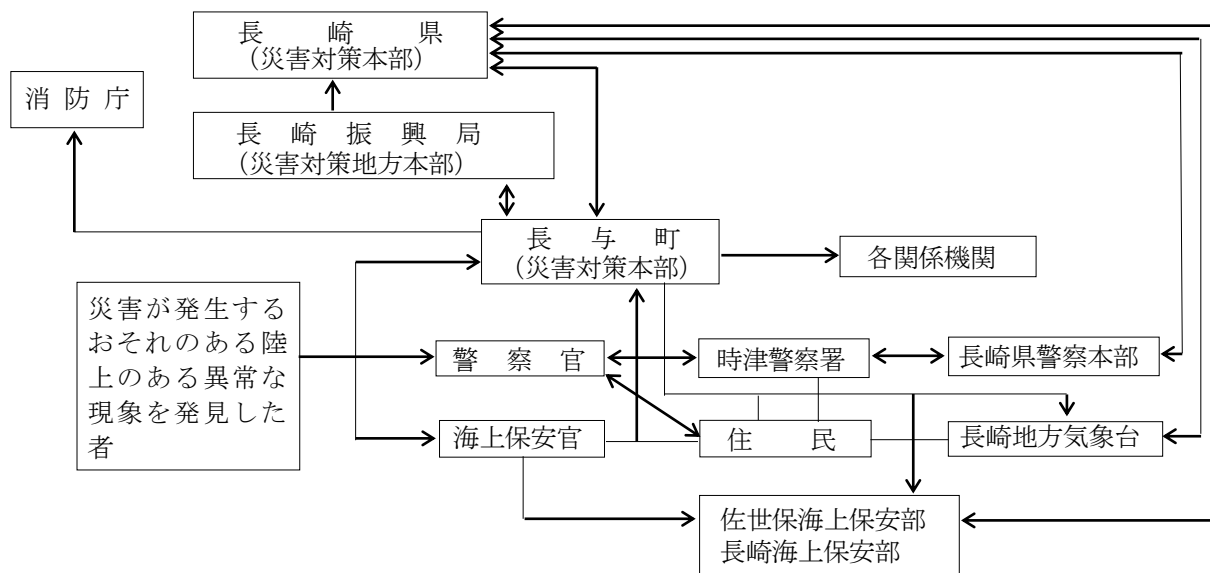 長崎県
(災害対策本部)
消防庁
長崎振興局
(災害対策地方本部)
長与町
(災害対策本部)
各関係機関
災害が発生する
おそれのある陸
上のある異常な
現象を発見した
者
警察官
時津警察署
長崎県警察本部
海上保安官
住民
長崎地方気象台
佐世保海上保安部
長崎海上保安部